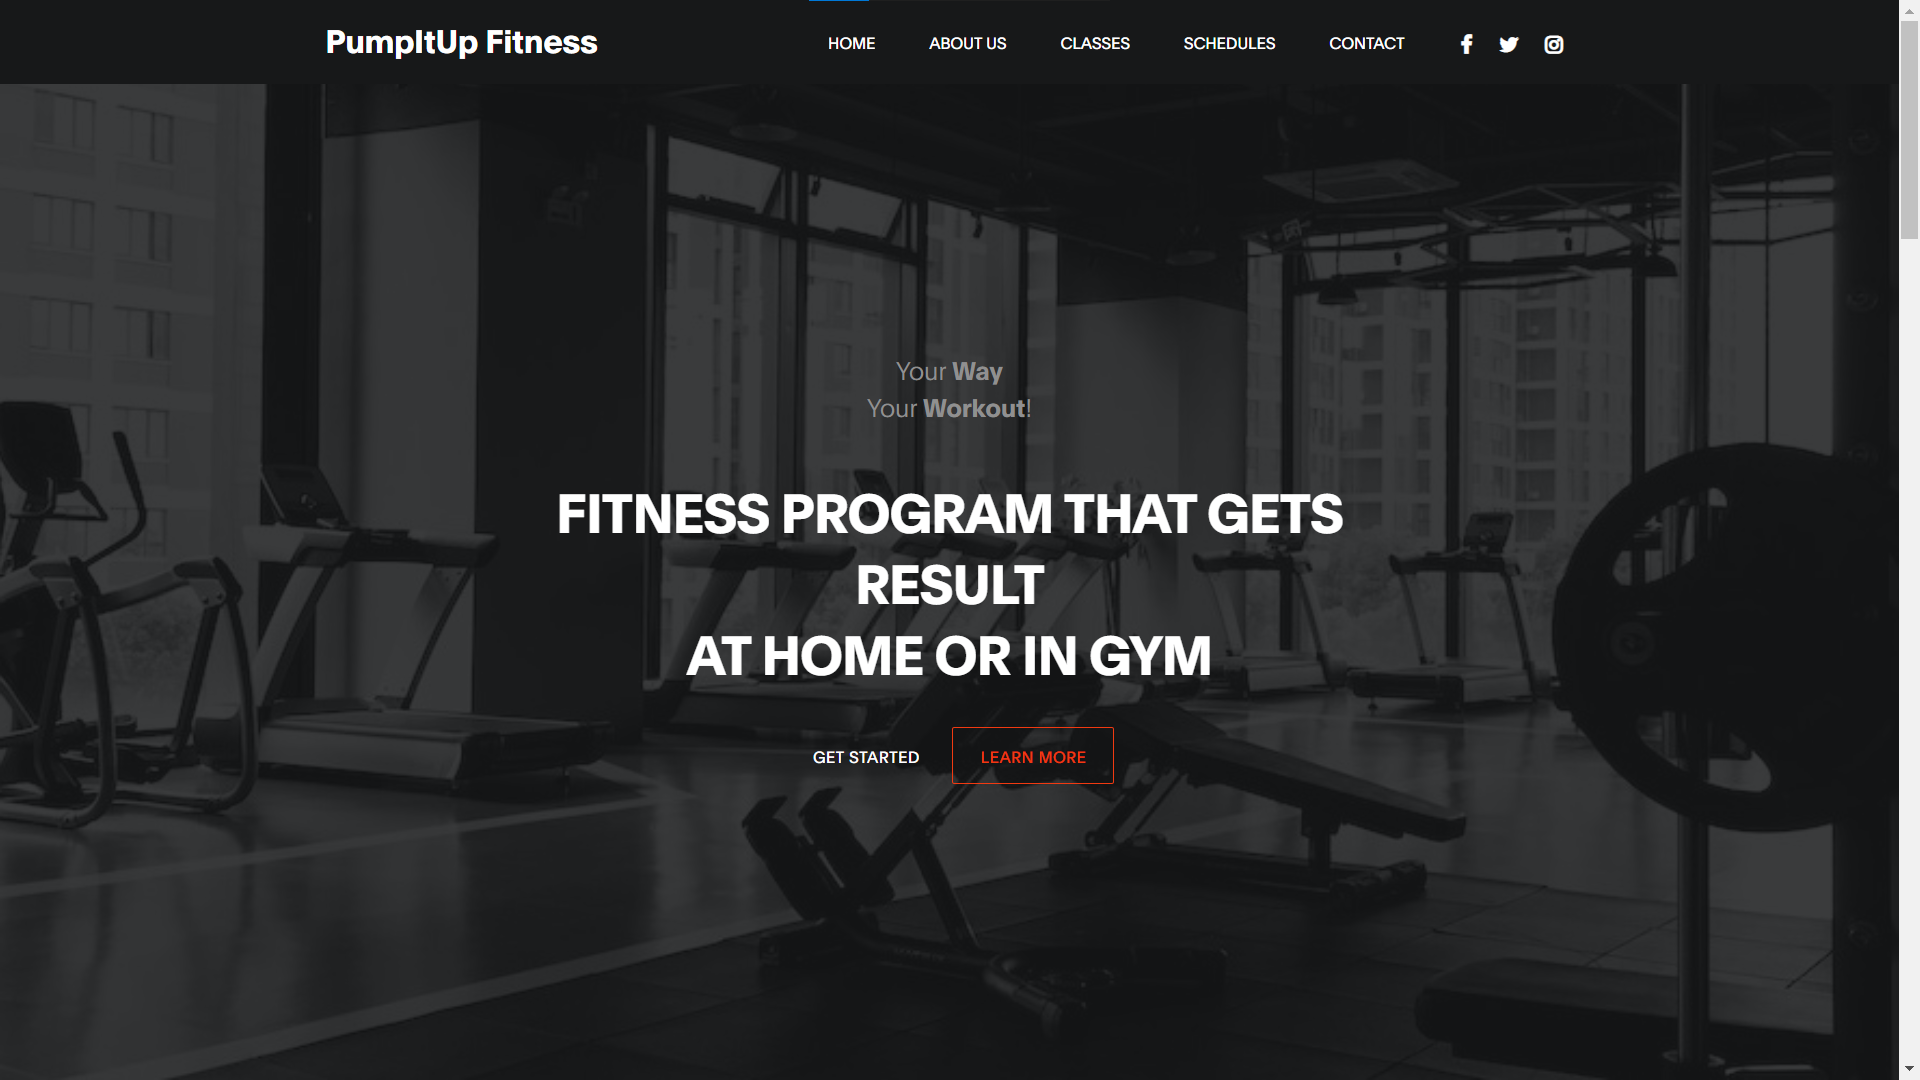 PumpItUp Fitness
HOME ABOUT US CLASSES SCHEDULES CONTACT
Your Way
Your Workout!
FITNESS PROGRAM THAT GETS
RESULT
AT HOME OR IN GYM
GET STARTED LEARN MORE